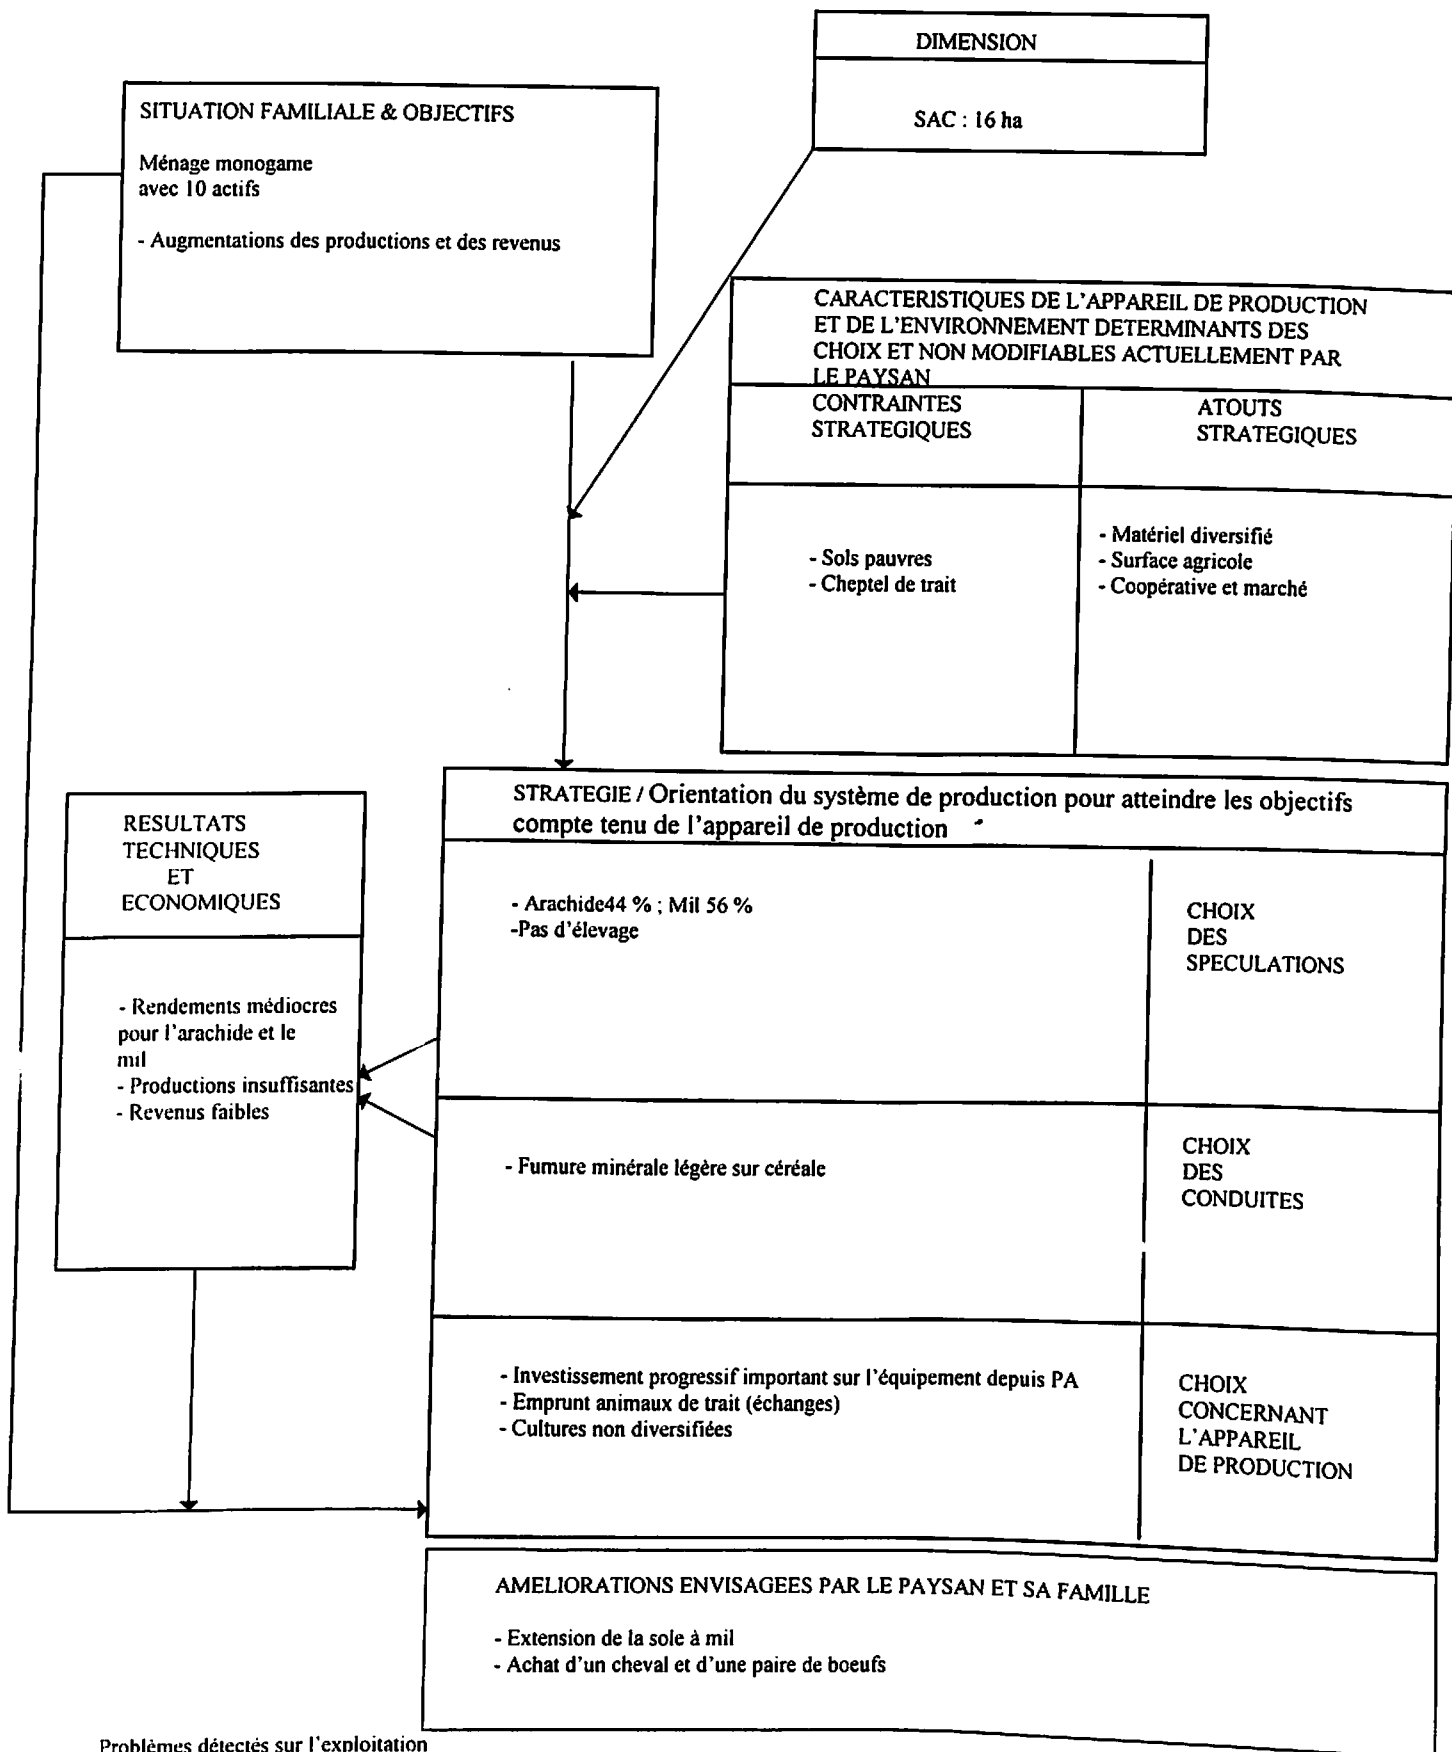 DIMENSION
SAC : 16 ha
SITUATION FAMILIALE & OBJECTIFS
Ménage monogame
avec 10 actifs
- Augmentations des productions et des revenus
CARACTERISTIQUES DE L'APPAREIL DE PRODUCTION
ET DE L'ENVIRONNEMENT DETERMINANTS DES
CHOIX ET NON MODIFIABLES ACTUELLEMENT PAR
LE PAYSAN
CONTRAINTES
STRATEGIQUES
ATOUTS
STRATEGIQUES
- Sols pauvres
- Cheptel de trait
- Matériel diversifié
- Surface agricole
- Coopérative et marché
STRATEGIE / Orientation du système de production pour atteindre les objectifs
compte tenu de l'appareil de production
- Arachide44 % ; Mil 56 %
-Pas d'élevage
CHOIX
DES
SPECULATIONS
RESULTATS
TECHNIQUES
ET
ECONOMIQUES
- Rendements médiocres
pour l'arachide et le
mil
- Productions insuffisantes
- Revenus faibles
- Fumure minérale légère sur céréale
CHOIX
DES
CONDUITES
- Investissement progressif important sur l'équipement depuis PA
- Emprunt animaux de trait (échanges)
- Cultures non diversifiées
CHOIX
CONCERNANT
L'APPAREIL
DE PRODUCTION
AMELIORATIONS ENVISAGEES PAR LE PAYSAN ET SA FAMILLE
- Extension de la sole à mil
- Achat d'un cheval et d'une paire de boeufs
Problèmes détectés sur l'exploitation